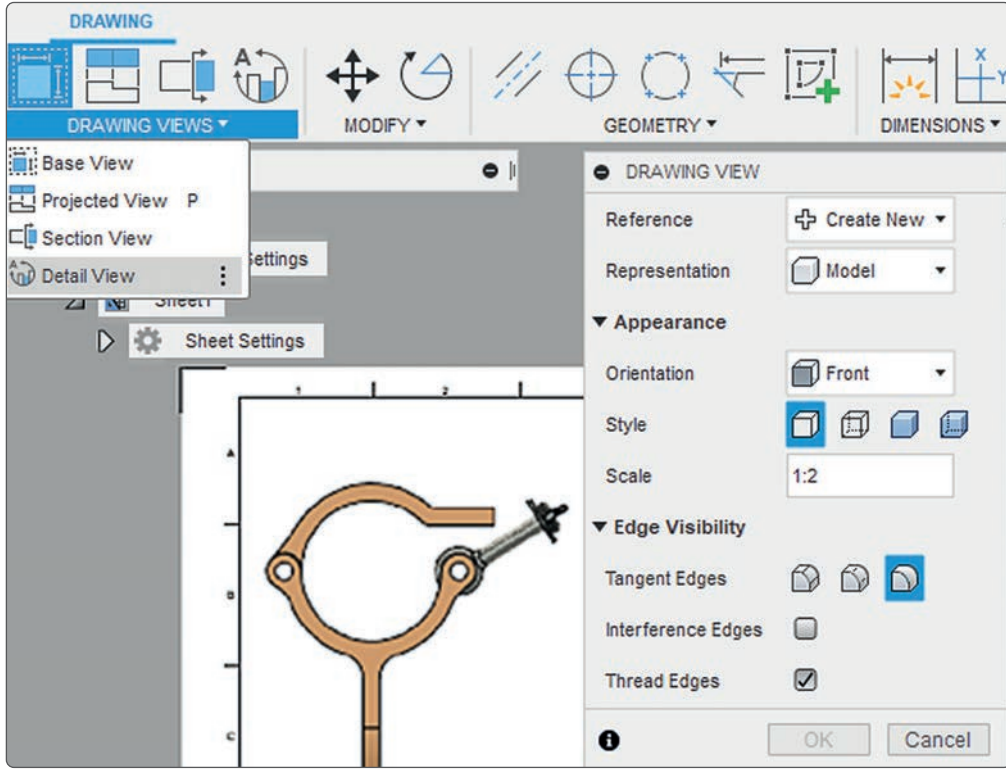 DRAWING
A
X
Y
DRAWING VIEWS
MODIFY
GEOMETRY
DIMENSIONS
Base View
Projected View P
Section View
A
Detail View
Settings
Sheet1
Sheet Settings
1 2
A
B
C
DRAWING VIEW
Reference Create New
Representation Model
Appearance
Orientation Front
Style
Scale 1:2
Edge Visibility
Tangent Edges
Interference Edges
Thread Edges
OK Cancel